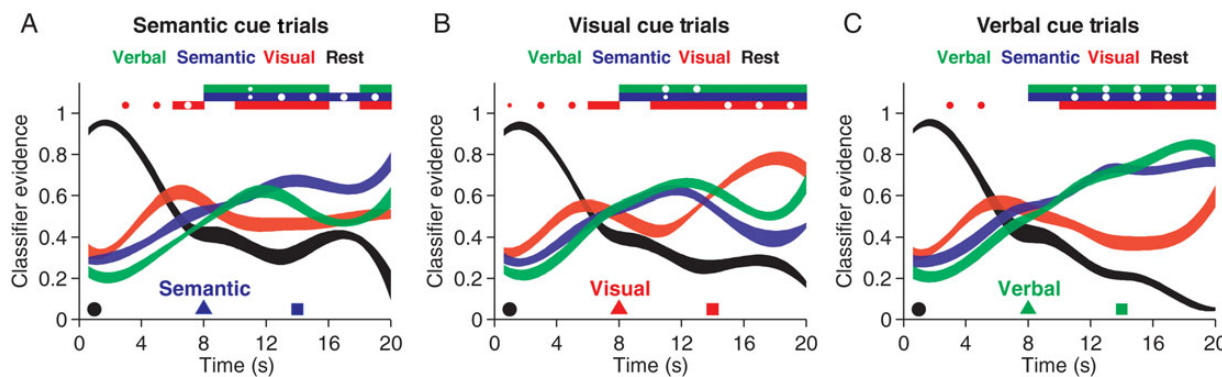 A Semantic cue trials
Verbal Semantic Visual Rest
Classifier evidence
1
0.8
0.6
0.4
0.2
0
Semantic
0 4 8 12 16 20
Time (s)
B Visual cue trials
Verbal Semantic Visual Rest
Classifier evidence
1
0.8
0.6
0.4
0.2
0
Visual
0 4 8 12 16 20
Time (s)
C Verbal cue trials
Verbal Semantic Visual Rest
Classifier evidence
1
0.8
0.6
0.4
0.2
0
Verbal
0 4 8 12 16 20
Time (s)